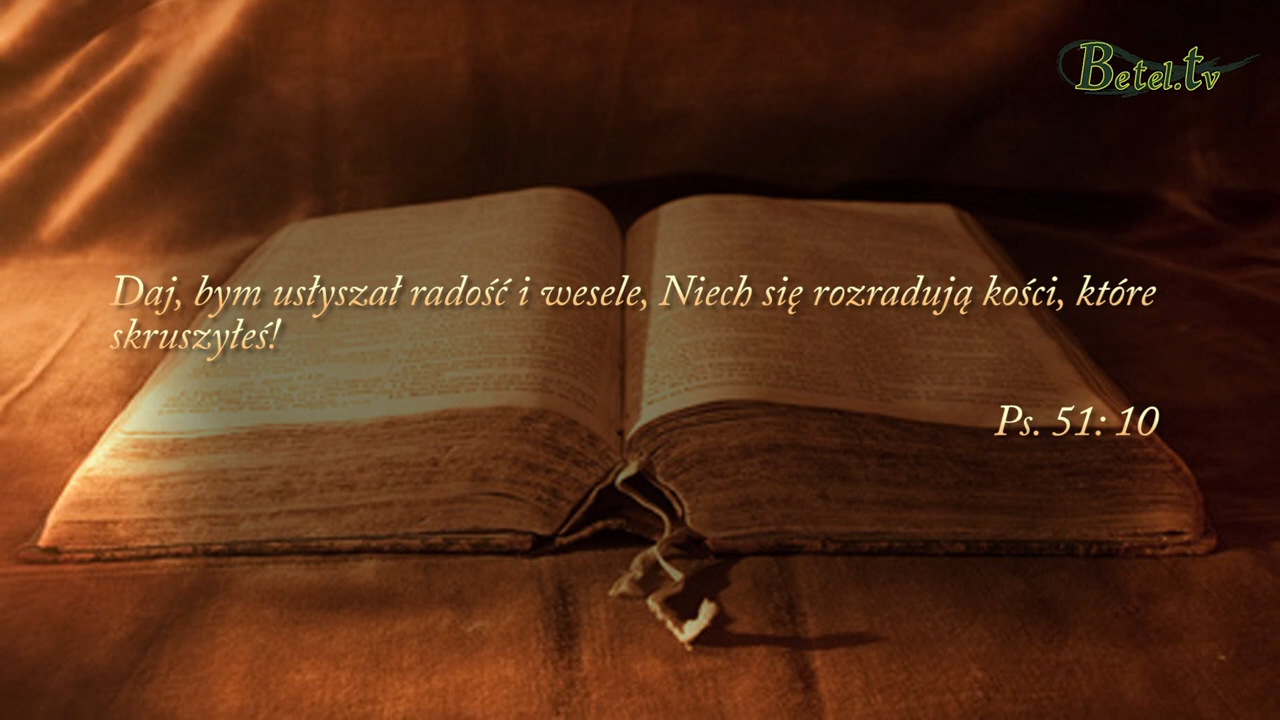 Betel.tv
Daj, bym usłyszał radość i wesele, Niech się rozradują kości, które
skruszyłeś!
Ps. 51: 10